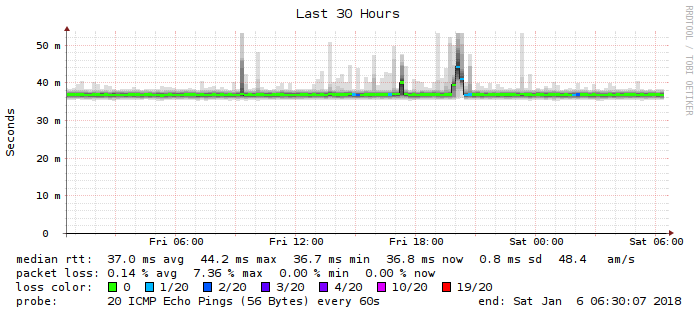 Last 30 Hours
RRDTOOL / TOBI OETIKER
Seconds
50 m
40 m
30 m
20 m
10 m
0
Fri 06:00 Fri 12:00 Fri 18:00 Sat 00:00 Sat 06:00
median rtt: 37.0 ms avg 44.2 ms max 36.7 ms min 36.8 ms now 0.8 ms sd 48.4 am/s
packet loss: 0.14 % avg 7.36 % max 0.00 % min 0.00 % now
loss color: 0 1/20 2/20 3/20 4/20 10/20 19/20
probe: 20 ICMP Echo Pings (56 Bytes) every 60s end: Sat Jan 6 06:30:07 2018